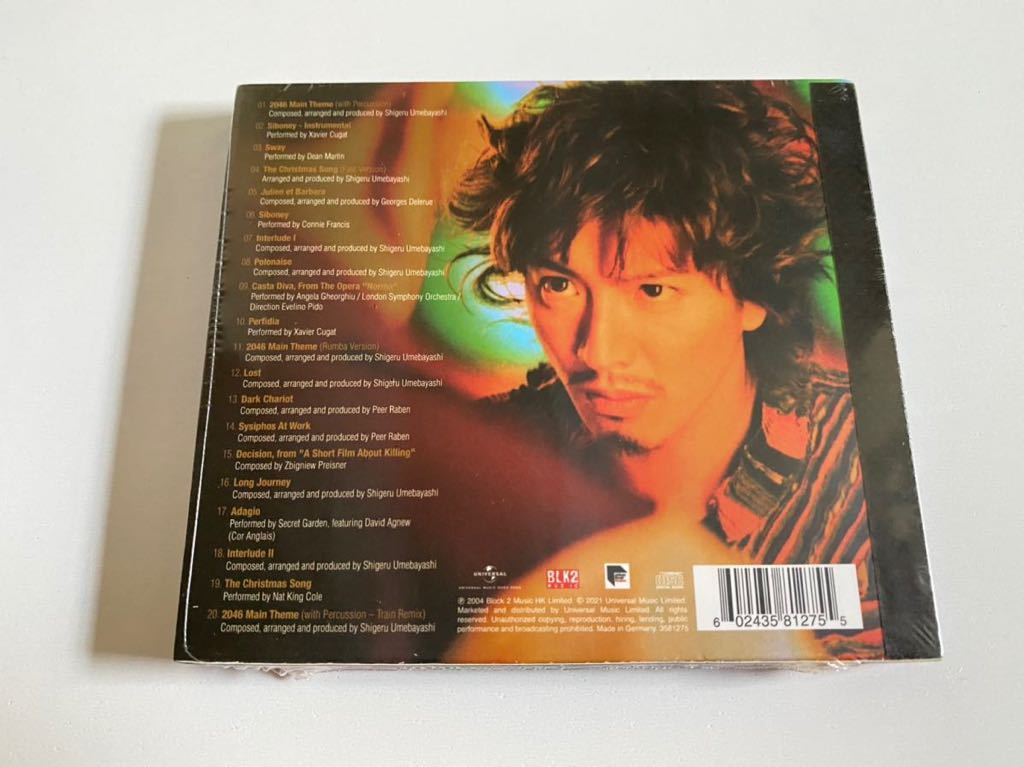 01. 2046 Main Theme (with Percussion)
Composed, arranged and produced by Shigeru Umebayashi
02. Siboney - Instrumental
Performed by Xavier Cugat
03. Sway
Performed by Dean Martin
04. The Christmas Song (Full Version)
Arranged and produced by Shigeru Umebayashi
05. Julien et Barbara
Composed, arranged and produced by Georges Delerue
06. Siboney
Performed by Connie Francis
07. Interlude I
Composed, arranged and produced by Shigeru Umebayashi
08. Polonaise
Composed, arranged and produced by Shigeru Umebayashi
09. Casta Diva, From The Opera "Norma"
Performed by Angela Gheorghiu / London Symphony Orchestra /
Direction Evelino Pido
10. Perfidia
Performed by Xavier Cugat
11. 2046 Main Theme (Rumba Version)
Composed, arranged and produced by Shigeru Umebayashi
12. Lost
Composed, arranged and produced by Shigeru Umebayashi
13. Dark Chariot
Composed, arranged and produced by Peer Raben
14. Sysiphos At Work
Composed, arranged and produced by Peer Raben
15. Decision, from "A Short Film About Killing"
Composed by Zbigniew Preisner
16. Long Journey
Composed, arranged and produced by Shigeru Umebayashi
17. Adagio
Performed by Secret Garden, featuring David Agnew
(Cor Anglais)
18. Interlude II
Composed, arranged and produced by Shigeru Umebayashi
19. The Christmas Song
Performed by Nat King Cole
20. 2046 Main Theme (with Percussion – Train Remix)
Composed, arranged and produced by Shigeru Umebayashi
UNIVERSAL
BLK2
MUSIC
℗ 2004 Block 2 Music HK Limited. © 2021 Universal Music Limited.
Marketed and distributed by Universal Music Limited. All rights
reserved. Unauthorized copying, reproduction, hiring, lending, public
performance and broadcasting prohibited. Made in Germany. 3581275
6 02435 81275 5